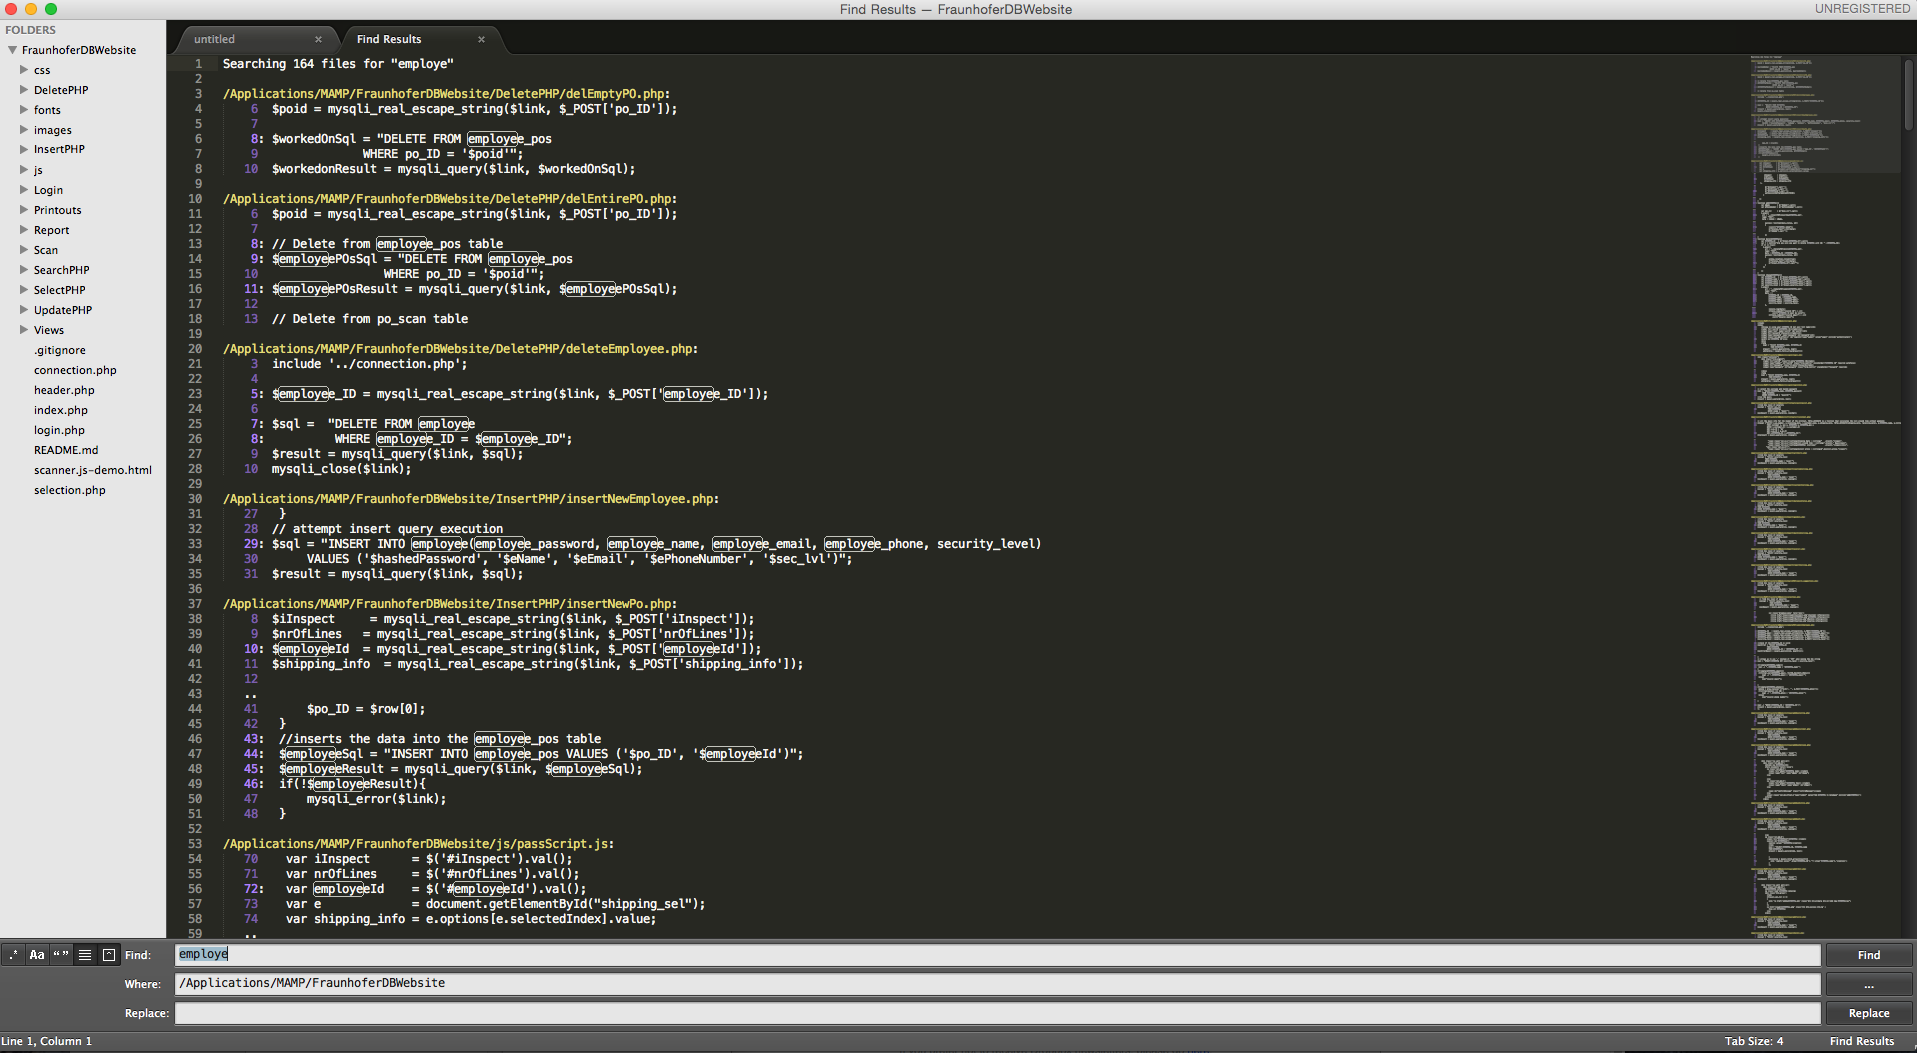 Find Results — FraunhoferDBWebsite
UNREGISTERED
FOLDERS
FraunhoferDBWebsite
css
DeletePHP
fonts
images
InsertPHP
js
Login
Printouts
Report
Scan
SearchPHP
SelectPHP
UpdatePHP
Views
.gitignore
connection.php
header.php
index.php
login.php
README.md
scanner.js-demo.html
selection.php
untitled ×
Find Results ×
1 Searching 164 files for "employe"
2
3 /Applications/MAMP/FraunhoferDBWebsite/DeletePHP/delEmptyPO.php:
4 6 $poid = mysqli_real_escape_string($link, $_POST['po_ID']);
5 7
6 8: $workedOnSql = "DELETE FROM employee_pos
7 9 WHERE po_ID = '$poid'";
8 10 $workedonResult = mysqli_query($link, $workedOnSql);
9
10 /Applications/MAMP/FraunhoferDBWebsite/DeletePHP/delEntirePO.php:
11 6 $poid = mysqli_real_escape_string($link, $_POST['po_ID']);
12 7
13 8: // Delete from employee_pos table
14 9: $employeePOsSql = "DELETE FROM employee_pos
15 10 WHERE po_ID = '$poid'";
16 11: $employeePOsResult = mysqli_query($link, $employeePOsSql);
17 12
18 13 // Delete from po_scan table
19
20 /Applications/MAMP/FraunhoferDBWebsite/DeletePHP/deleteEmployee.php:
21 3 include '../connection.php';
22 4
23 5: $employee_ID = mysqli_real_escape_string($link, $_POST['employee_ID']);
24 6
25 7: $sql = "DELETE FROM employee
26 8: WHERE employee_ID = $employee_ID";
27 9 $result = mysqli_query($link, $sql);
28 10 mysqli_close($link);
29
30 /Applications/MAMP/FraunhoferDBWebsite/InsertPHP/insertNewEmployee.php:
31 27 }
32 28 // attempt insert query execution
33 29: $sql = "INSERT INTO employee(employee_password, employee_name, employee_email, employee_phone, security_level)
34 30 VALUES ('$hashedPassword', '$eName', '$eEmail', '$ePhoneNumber', '$sec_lvl')";
35 31 $result = mysqli_query($link, $sql);
36
37 /Applications/MAMP/FraunhoferDBWebsite/InsertPHP/insertNewPo.php:
38 8 $iInspect = mysqli_real_escape_string($link, $_POST['iInspect']);
39 9 $nrOfLines = mysqli_real_escape_string($link, $_POST['nrOfLines']);
40 10: $employeeId = mysqli_real_escape_string($link, $_POST['employeeId']);
41 11 $shipping_info = mysqli_real_escape_string($link, $_POST['shipping_info']);
42 12
43 ..
44 41 $po_ID = $row[0];
45 42 }
46 43: //inserts the data into the employee_pos table
47 44: $employeeSql = "INSERT INTO employee_pos VALUES ('$po_ID', '$employeeId')";
48 45: $employeeResult = mysqli_query($link, $employeeSql);
49 46: if(!$employeeResult){
50 47 mysqli_error($link);
51 48 }
52
53 /Applications/MAMP/FraunhoferDBWebsite/js/passScript.js:
54 70 var iInspect = $('#iInspect').val();
55 71 var nrOfLines = $('#nrOfLines').val();
56 72: var employeeId = $('#employeeId').val();
57 73 var e = document.getElementById("shipping_sel");
58 74 var shipping_info = e.options[e.selectedIndex].value;
59 ..
.* Aa “” Find: employe Find
Where: /Applications/MAMP/FraunhoferDBWebsite ...
Replace: Replace
Line 1, Column 1
Tab Size: 4
Find Results